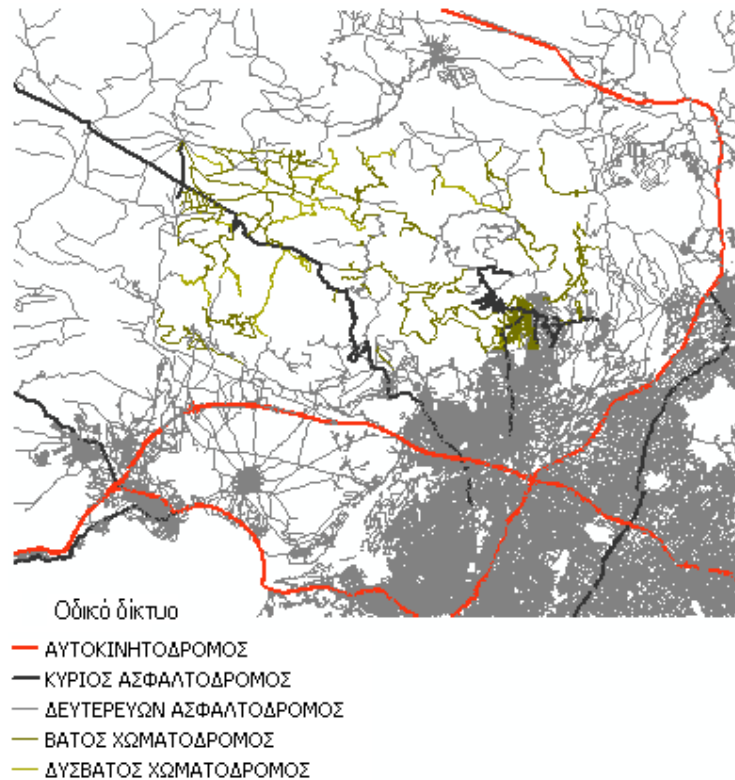 Οδικό δίκτυο
ΑΥΤΟΚΙΝΗΤΟΔΡΟΜΟΣ
ΚΥΡΙΟΣ ΑΣΦΑΛΤΟΔΡΟΜΟΣ
ΔΕΥΤΕΡΕΥΩΝ ΑΣΦΑΛΤΟΔΡΟΜΟΣ
ΒΑΤΟΣ ΧΩΜΑΤΟΔΡΟΜΟΣ
ΔΥΣΒΑΤΟΣ ΧΩΜΑΤΟΔΡΟΜΟΣ